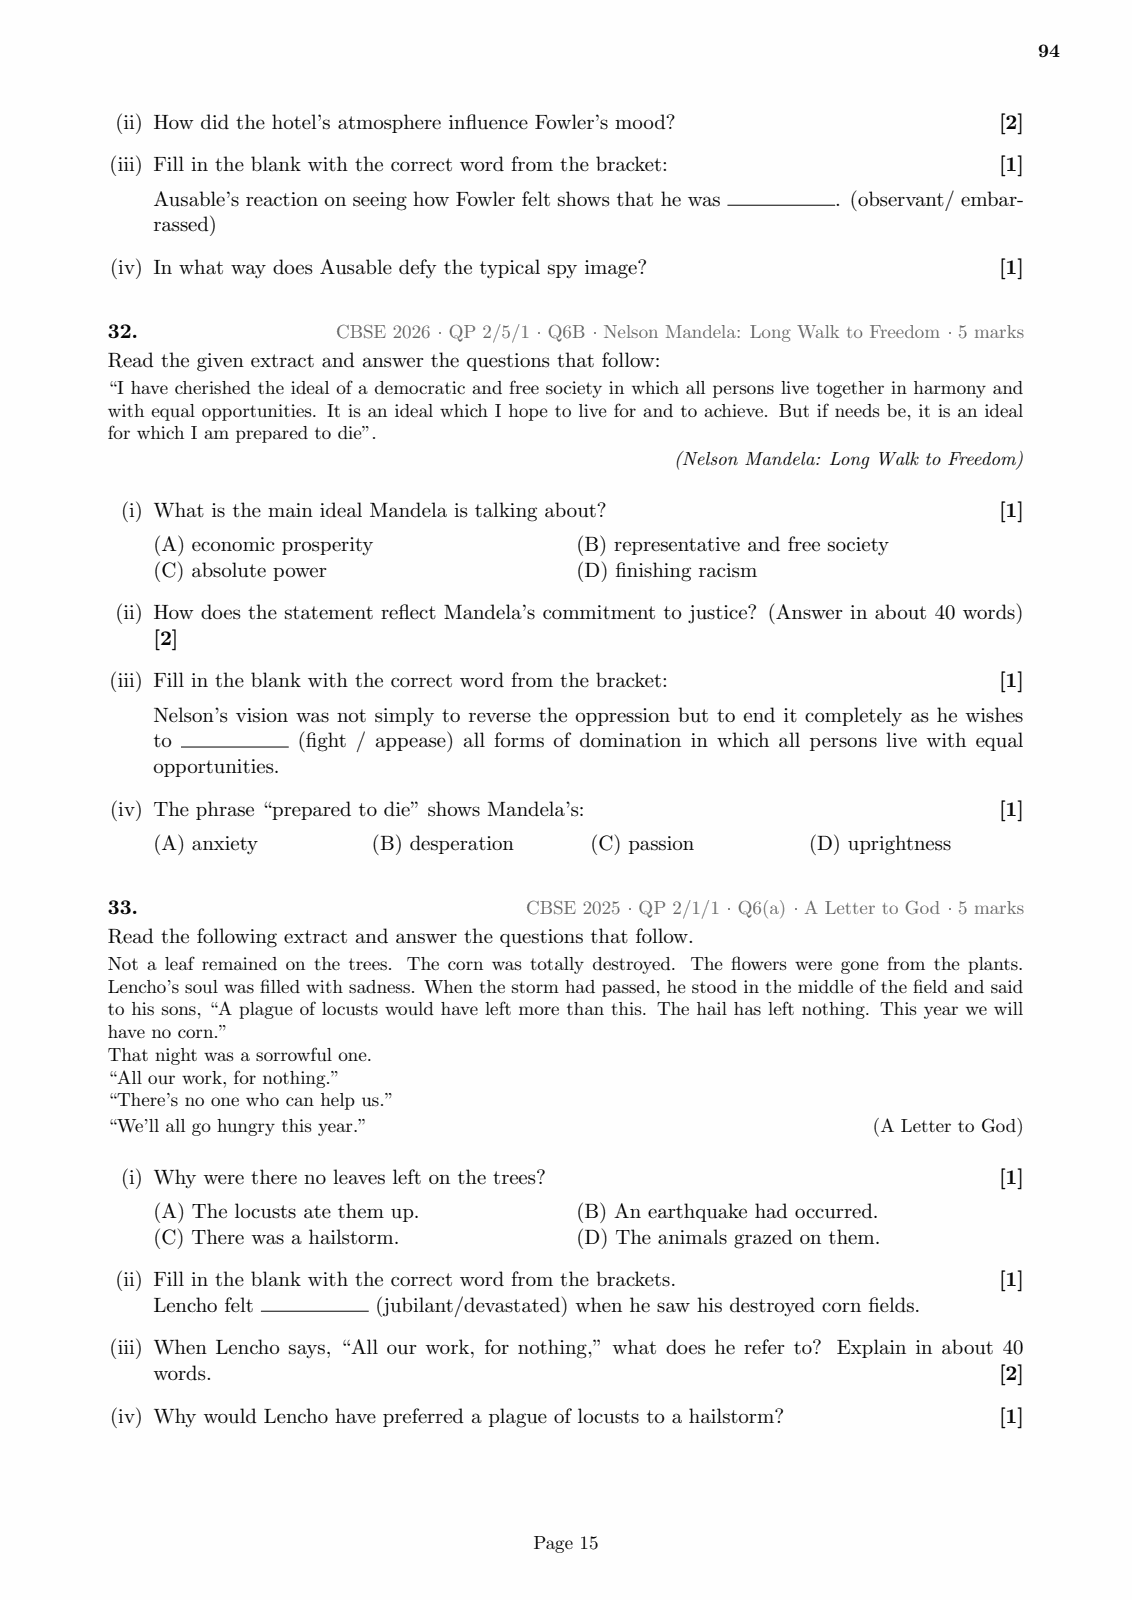 94
(ii) How did the hotel's atmosphere influence Fowler's mood? [2]
(iii) Fill in the blank with the correct word from the bracket: [1]
Ausable's reaction on seeing how Fowler felt shows that he was __________. (observant/ embar-
rassed)
(iv) In what way does Ausable defy the typical spy image? [1]
32. CBSE 2026 · QP 2/5/1 · Q6B · Nelson Mandela: Long Walk to Freedom · 5 marks
Read the given extract and answer the questions that follow:
“I have cherished the ideal of a democratic and free society in which all persons live together in harmony and
with equal opportunities. It is an ideal which I hope to live for and to achieve. But if needs be, it is an ideal
for which I am prepared to die”.
(Nelson Mandela: Long Walk to Freedom)
(i) What is the main ideal Mandela is talking about? [1]
(A) economic prosperity (B) representative and free society
(C) absolute power (D) finishing racism
(ii) How does the statement reflect Mandela's commitment to justice? (Answer in about 40 words)
[2]
(iii) Fill in the blank with the correct word from the bracket: [1]
Nelson's vision was not simply to reverse the oppression but to end it completely as he wishes
to __________ (fight / appease) all forms of domination in which all persons live with equal
opportunities.
(iv) The phrase “prepared to die” shows Mandela's: [1]
(A) anxiety (B) desperation (C) passion (D) uprightness
33. CBSE 2025 · QP 2/1/1 · Q6(a) · A Letter to God · 5 marks
Read the following extract and answer the questions that follow.
Not a leaf remained on the trees. The corn was totally destroyed. The flowers were gone from the plants.
Lencho's soul was filled with sadness. When the storm had passed, he stood in the middle of the field and said
to his sons, “A plague of locusts would have left more than this. The hail has left nothing. This year we will
have no corn.”
That night was a sorrowful one.
“All our work, for nothing.”
“There's no one who can help us.”
“We'll all go hungry this year.” (A Letter to God)
(i) Why were there no leaves left on the trees? [1]
(A) The locusts ate them up. (B) An earthquake had occurred.
(C) There was a hailstorm. (D) The animals grazed on them.
(ii) Fill in the blank with the correct word from the brackets. [1]
Lencho felt __________ (jubilant/devastated) when he saw his destroyed corn fields.
(iii) When Lencho says, “All our work, for nothing,” what does he refer to? Explain in about 40
words. [2]
(iv) Why would Lencho have preferred a plague of locusts to a hailstorm? [1]
Page 15